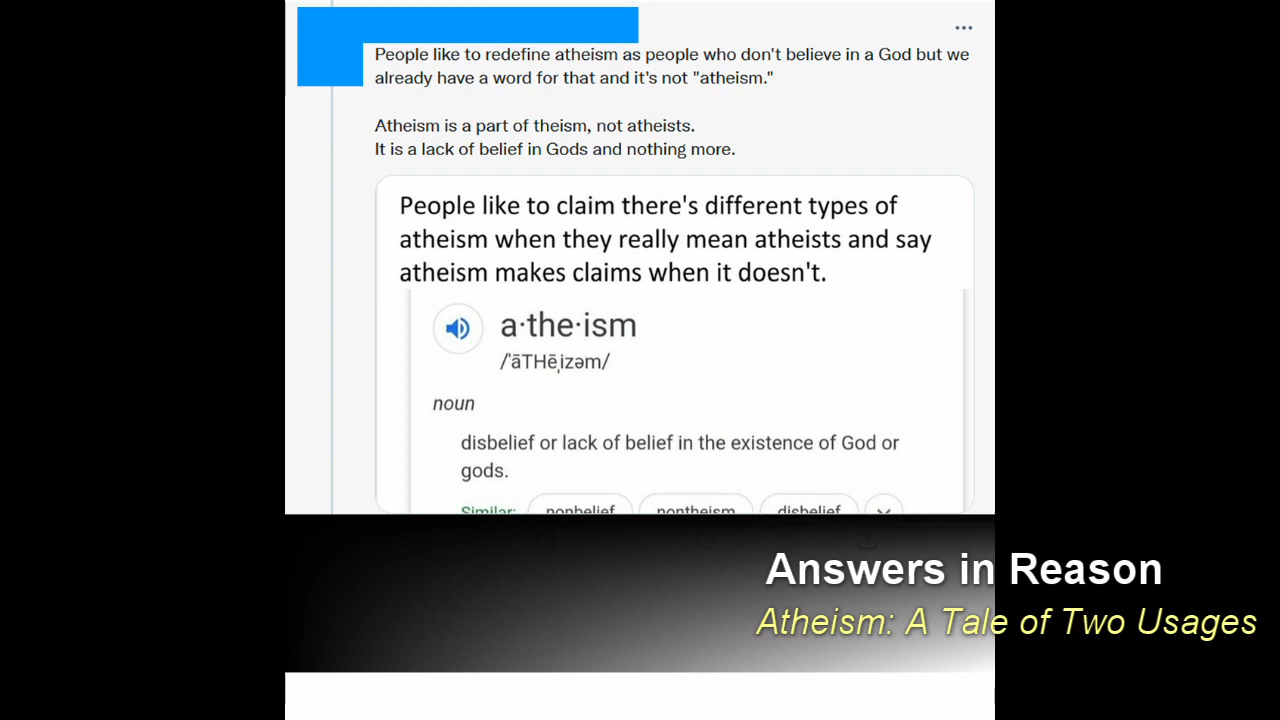 People like to redefine atheism as people who don't believe in a God but we
already have a word for that and it's not "atheism."
Atheism is a part of theism, not atheists.
It is a lack of belief in Gods and nothing more.
People like to claim there's different types of
atheism when they really mean atheists and say
atheism makes claims when it doesn't.
a·the·ism
/ˈāTHēˌizəm/
noun
disbelief or lack of belief in the existence of God or
gods.
Similar: nonbelief nontheism disbelief
Answers in Reason
Atheism: A Tale of Two Usages